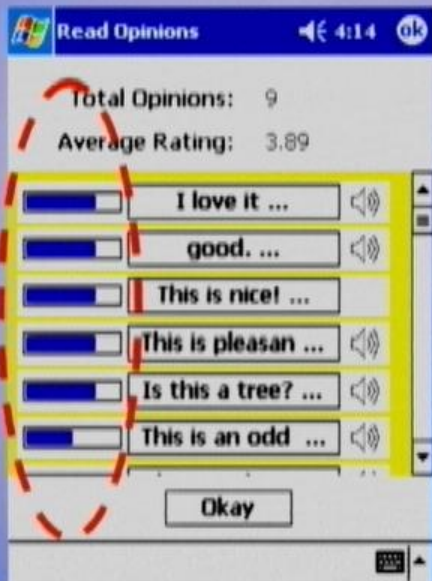 Read Opinions 4:14 ok
Total Opinions: 9
Average Rating: 3.89
I love it ...
good. ...
This is nice! ...
This is pleasan ...
Is this a tree? ...
This is an odd ...
Okay